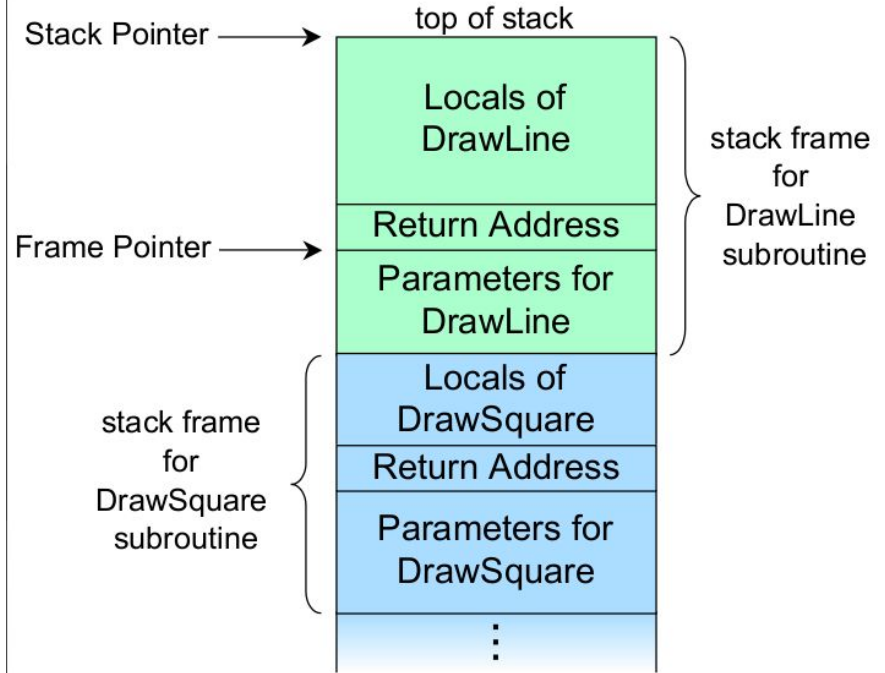 top of stack
Stack Pointer
Locals of
DrawLine
stack frame
for
DrawLine
subroutine
Return Address
Frame Pointer
Parameters for
DrawLine
Locals of
DrawSquare
stack frame
for
DrawSquare
subroutine
Return Address
Parameters for
DrawSquare
⋮